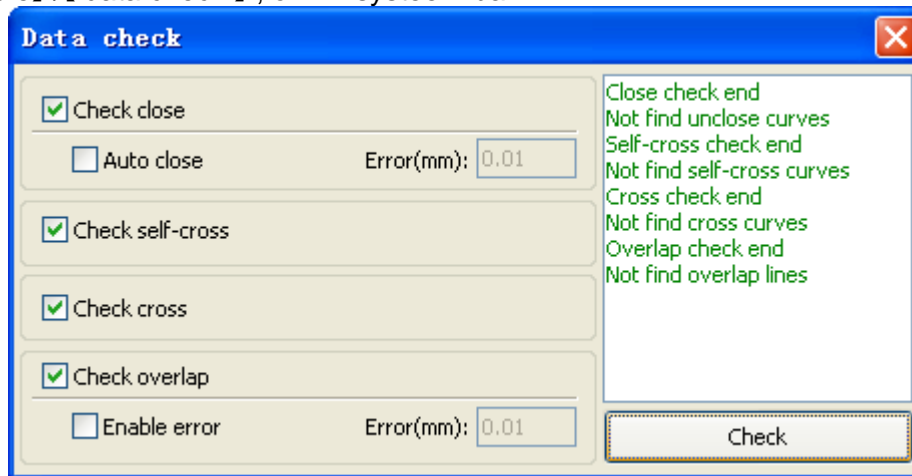 Data check
Check close
Auto close
Error(mm): 0.01
Check self-cross
Check cross
Check overlap
Enable error
Error(mm): 0.01
Close check end
Not find unclose curves
Self-cross check end
Not find self-cross curves
Cross check end
Not find cross curves
Overlap check end
Not find overlap lines
Check